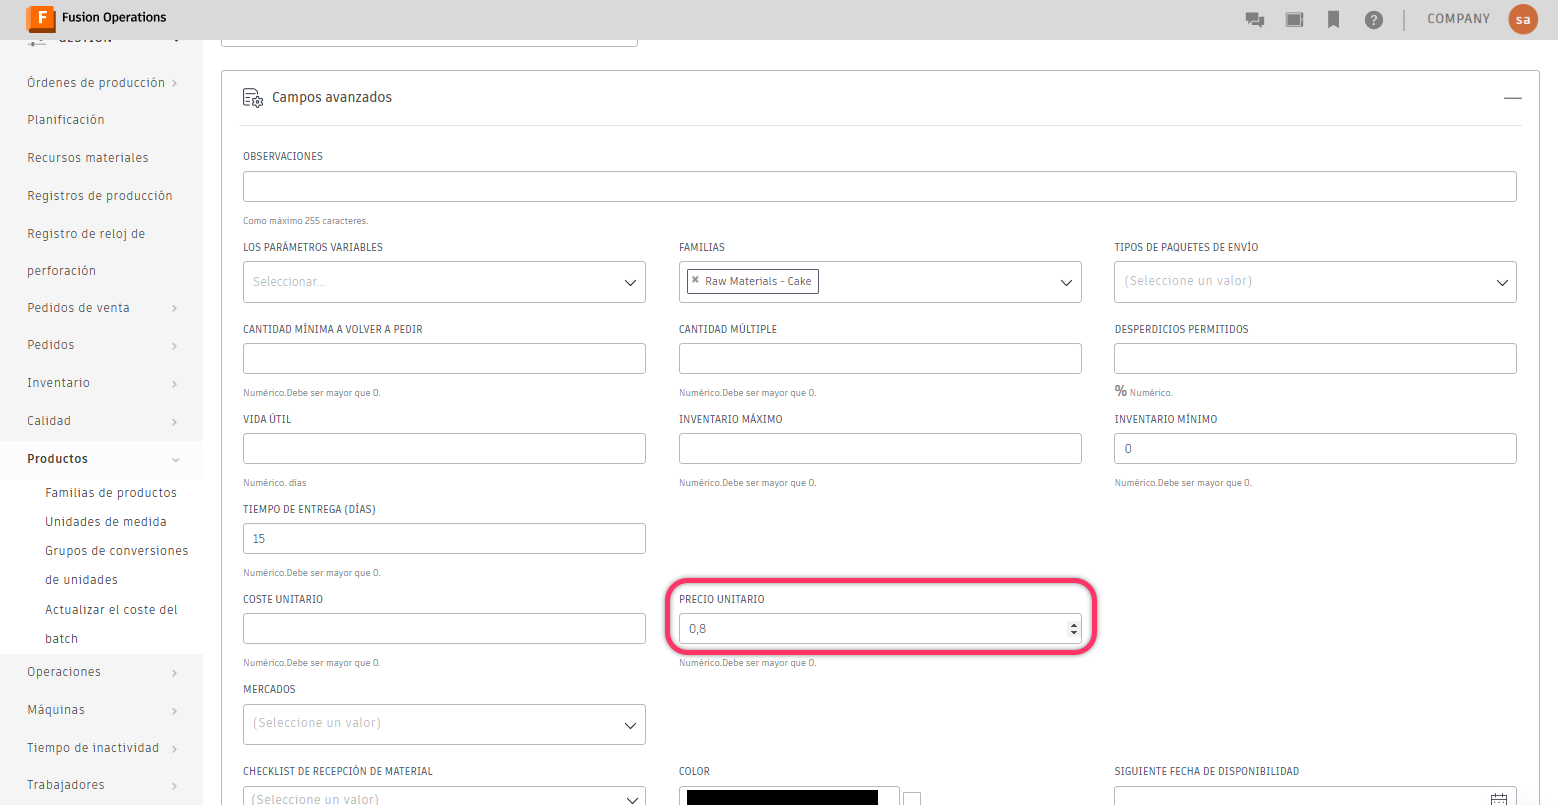 F Fusion Operations
COMPANY
sa
GESTIÓN
Órdenes de producción
Planificación
Recursos materiales
Registros de producción
Registro de reloj de
perforación
Pedidos de venta
Pedidos
Inventario
Calidad
Productos
Familias de productos
Unidades de medida
Grupos de conversiones
de unidades
Actualizar el coste del
batch
Operaciones
Máquinas
Tiempo de inactividad
Trabajadores
Campos avanzados
OBSERVACIONES
Como máximo 255 caracteres.
LOS PARÁMETROS VARIABLES
Seleccionar...
FAMILIAS
× Raw Materials - Cake
TIPOS DE PAQUETES DE ENVÍO
(Seleccione un valor)
CANTIDAD MÍNIMA A VOLVER A PEDIR
Numérico.Debe ser mayor que 0.
CANTIDAD MÚLTIPLE
Numérico.Debe ser mayor que 0.
DESPERDICIOS PERMITIDOS
% Numérico.
VIDA ÚTIL
Numérico. días
INVENTARIO MÁXIMO
Numérico.Debe ser mayor que 0.
INVENTARIO MÍNIMO
0
Numérico.Debe ser mayor que 0.
TIEMPO DE ENTREGA (DÍAS)
15
Numérico.Debe ser mayor que 0.
COSTE UNITARIO
Numérico.Debe ser mayor que 0.
PRECIO UNITARIO
0,8
Numérico.Debe ser mayor que 0.
MERCADOS
(Seleccione un valor)
CHECKLIST DE RECEPCIÓN DE MATERIAL
(Seleccione un valor)
COLOR
SIGUIENTE FECHA DE DISPONIBILIDAD